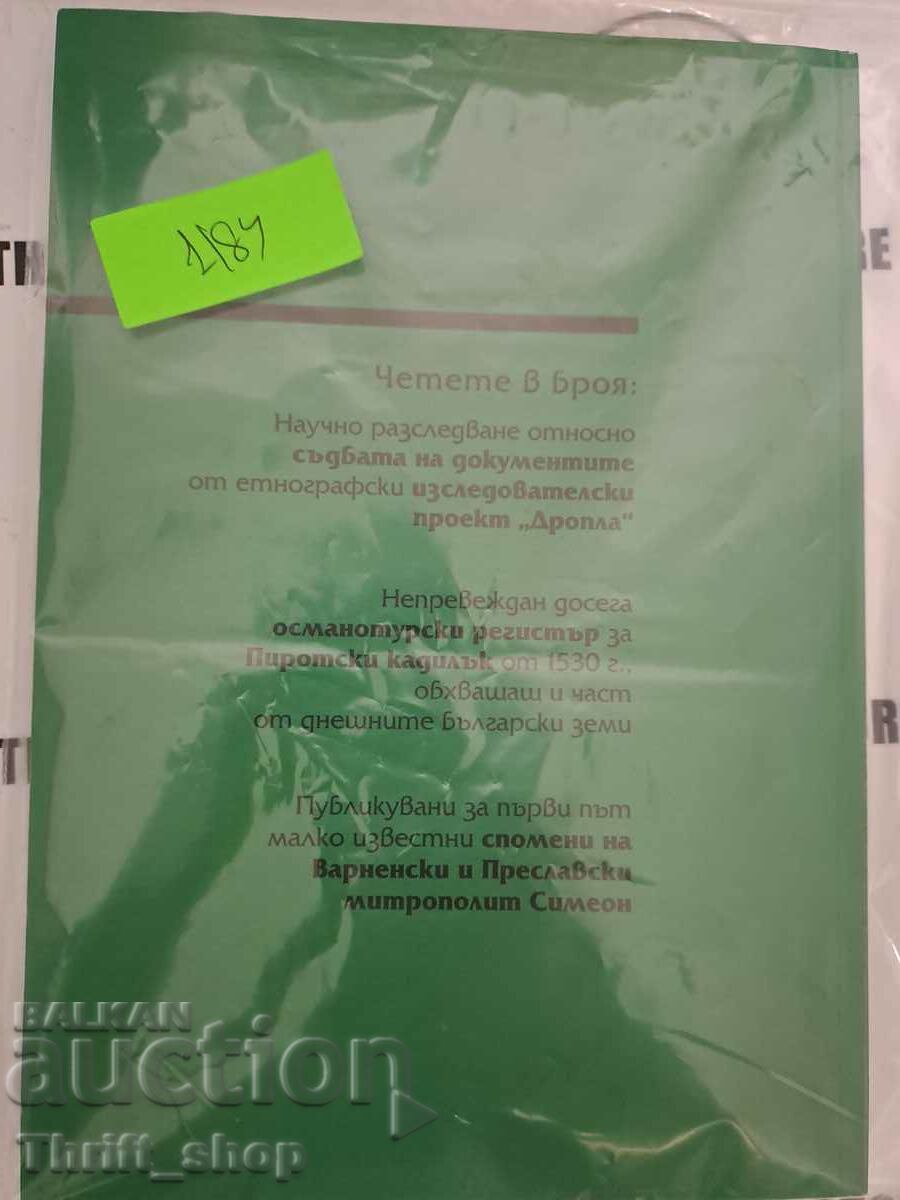 2184
Четете в броя:
Научно разследване относно
съдбата на документите
от етнографски изследователски
проект „Дропла“
Непревеждан досега
османотурски регистър за
Пиротски кадилък от 1530 г.,
обхващащ и част
от днешните български земи
Публикувани за първи път
малко известни спомени на
Варненски и Преславски
митрополит Симеон
BALKAN
auction
Thrift_shop